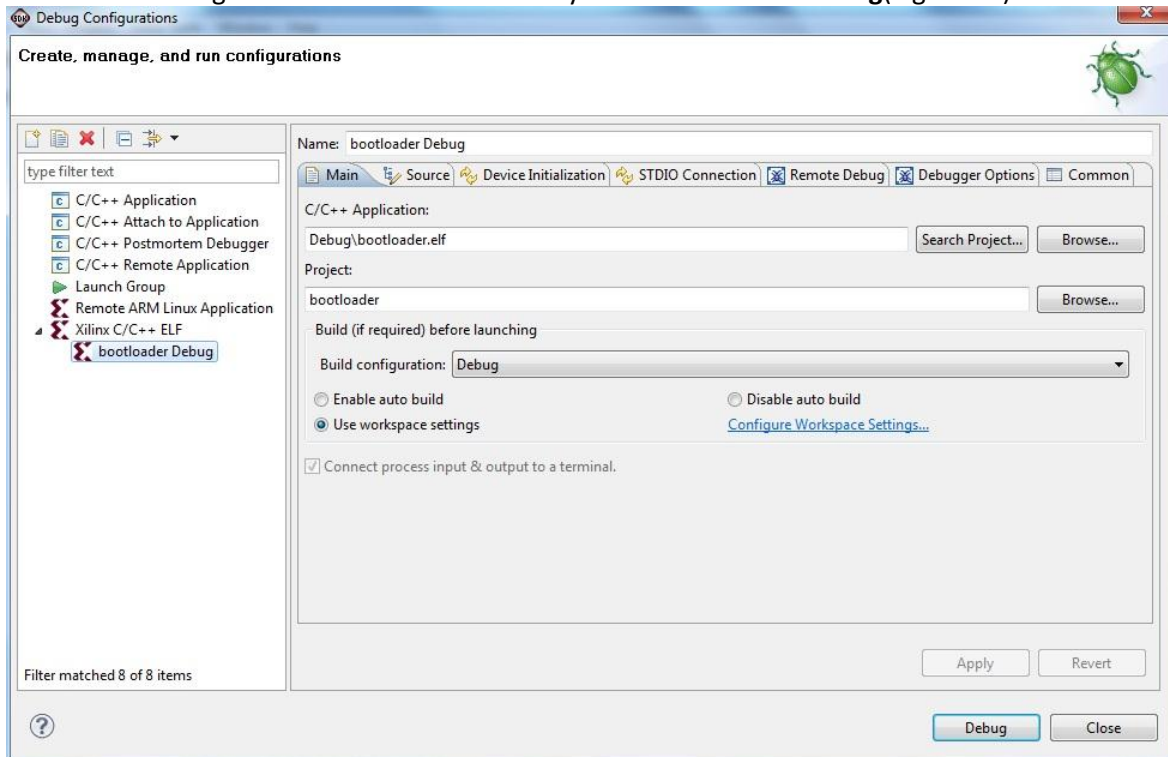 g(
Debug Configurations
Create, manage, and run configurations
type filter text
C/C++ Application
C/C++ Attach to Application
C/C++ Postmortem Debugger
C/C++ Remote Application
Launch Group
Remote ARM Linux Application
Xilinx C/C++ ELF
bootloader Debug
Filter matched 8 of 8 items
Name: bootloader Debug
Main Source Device Initialization STDIO Connection Remote Debug Debugger Options Common
C/C++ Application:
Debug\bootloader.elf Search Project... Browse...
Project:
bootloader Browse...
Build (if required) before launching
Build configuration: Debug
Enable auto build Disable auto build
Use workspace settings Configure Workspace Settings...
Connect process input & output to a terminal.
Apply Revert
Debug Close